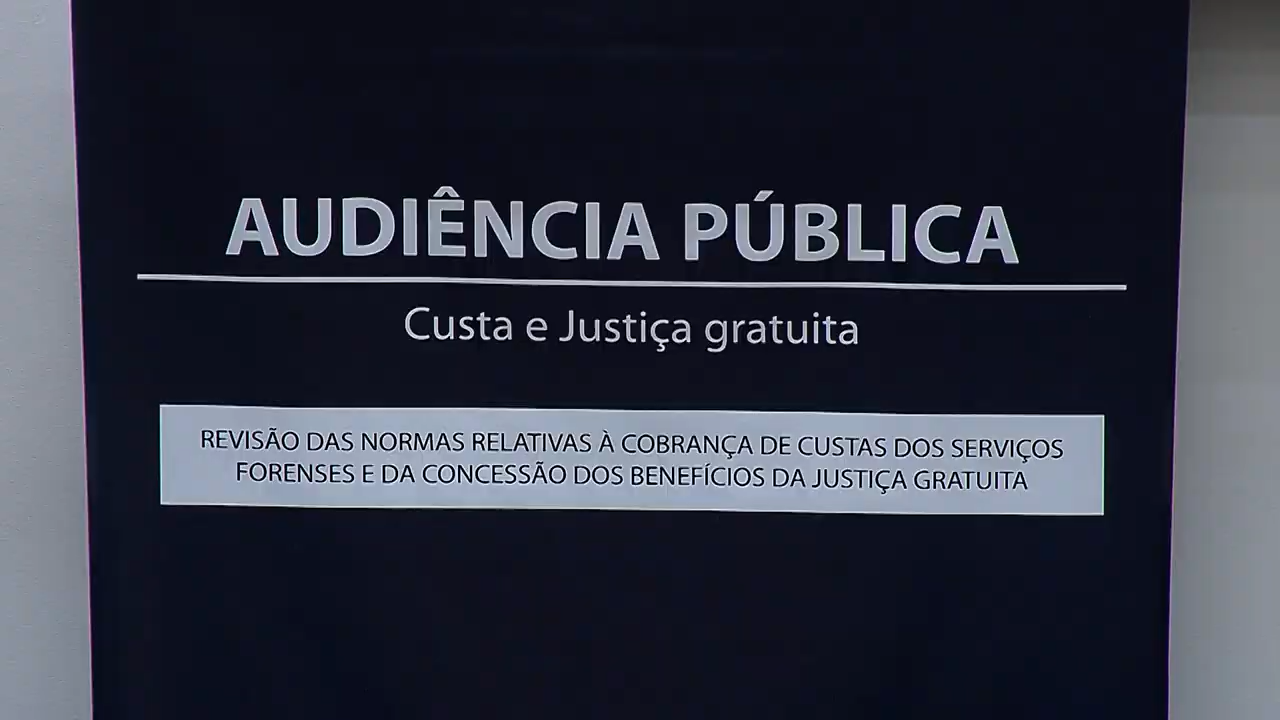 AUDIÊNCIA PÚBLICA
Custa e Justiça gratuita
REVISÃO DAS NORMAS RELATIVAS À COBRANÇA DE CUSTAS DOS SERVIÇOS
FORENSES E DA CONCESSÃO DOS BENEFÍCIOS DA JUSTIÇA GRATUITA